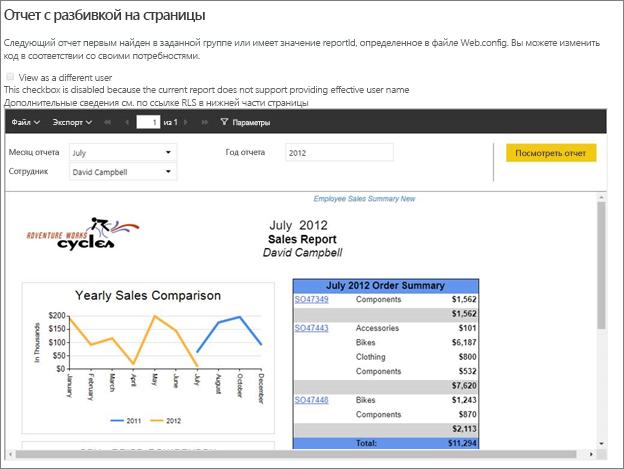 Отчет с разбивкой на страницы
Следующий отчет первым найден в заданной группе или имеет значение reportId, определенное в файле Web.config. Вы можете изменить
код в соответствии со своими потребностями.
View as a different user
This checkbox is disabled because the current report does not support providing effective user name
Дополнительные сведения см. по ссылке RLS в нижней части страницы
Файл Экспорт 1 из 1 Параметры
Месяц отчета July Год отчета 2012 Посмотреть отчет
Сотрудник David Campbell
Employee Sales Summary New
ADVENTURE WORKS
cycles
July 2012
Sales Report
David Campbell
Yearly Sales Comparison
In Thousands
$200
$150
$100
$50
$0
January February March April May June July August October December
2011 2012
July 2012 Order Summary
SO47349 Components $1,562
$1,562
SO47443 Accessories $101
Bikes $6,187
Clothing $800
Components $532
$7,620
SO47448 Bikes $1,243
Components $870
$2,113
Total: $11,294